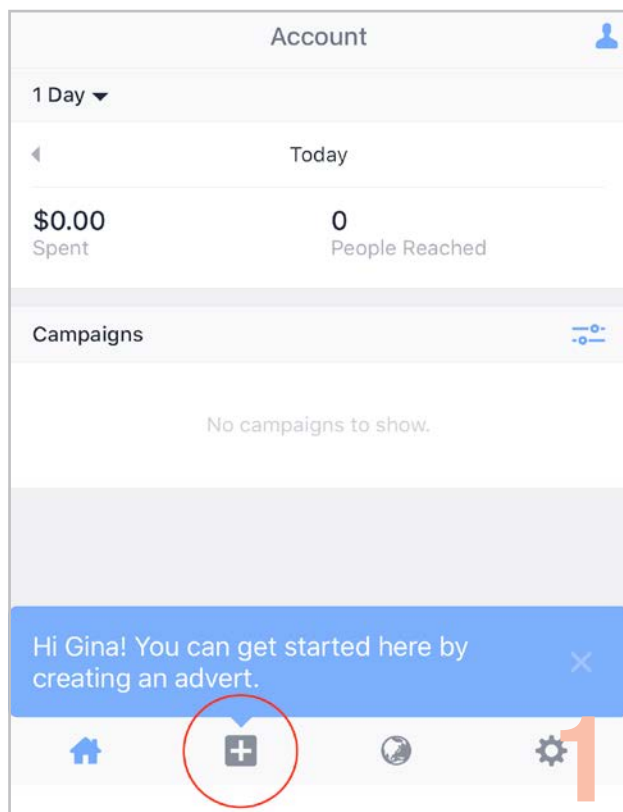 Account
1 Day
Today
$0.00
0
Spent
People Reached
Campaigns
No campaigns to show.
Hi Gina! You can get started here by
creating an advert.
1